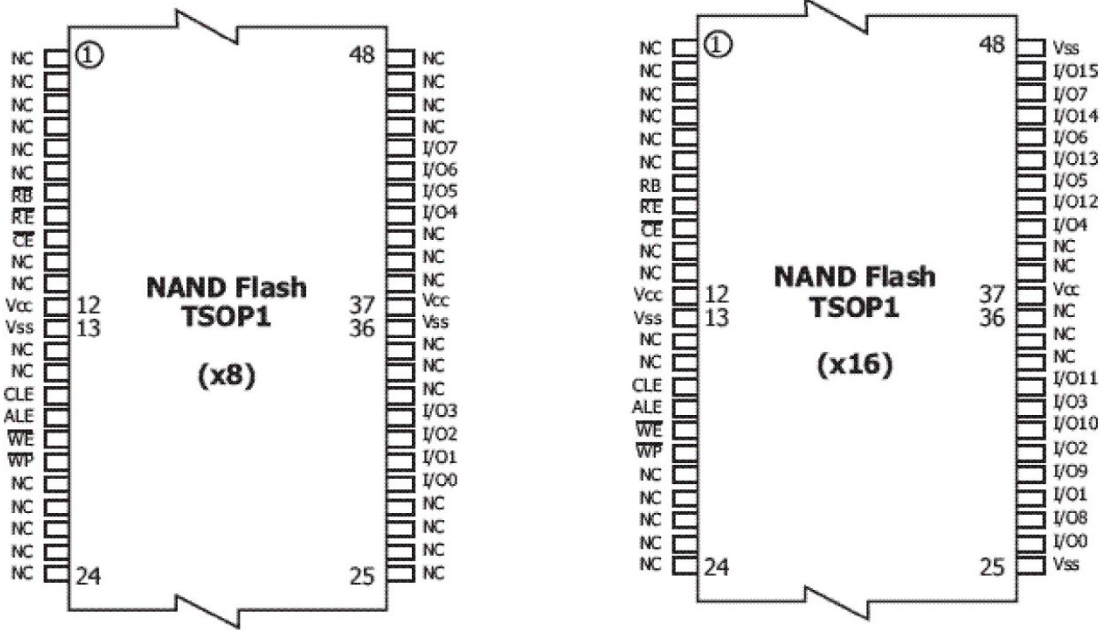 NC 1 48 NC
NC NC
NC NC
NC NC
NC I/O7
NC I/O6
RB I/O5
RE I/O4
CE NC
NC NC
NC NC
Vcc 12 37 Vcc
Vss 13 36 Vss
NC NC
NC NC
CLE NC
ALE I/O3
WE I/O2
WP I/O1
NC I/O0
NC NC
NC NC
NC NC
NC 24 25 NC
NAND Flash
TSOP1
(x8)
NC 1 48 Vss
NC I/O15
NC I/O7
NC I/O14
NC I/O6
NC I/O13
RB I/O5
RE I/O12
CE I/O4
NC NC
NC NC
Vcc 12 37 Vcc
Vss 13 36 NC
NC NC
NC NC
CLE I/O11
ALE I/O3
WE I/O10
WP I/O2
NC I/O9
NC I/O1
NC I/O8
NC I/O0
NC 24 25 Vss
NAND Flash
TSOP1
(x16)